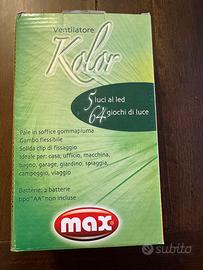 Ventilatore
Kolor
5 luci al led
64 giochi di luce
Pale in soffice gommapiuma
Gambo flessibile
Solida clip di fissaggio
Ideale per: casa, ufficio, macchina,
bagno, garage, giardino, spiaggia,
campeggio, viaggio
Batterie: 2 batterie
tipo "AA" non incluse
max
subito